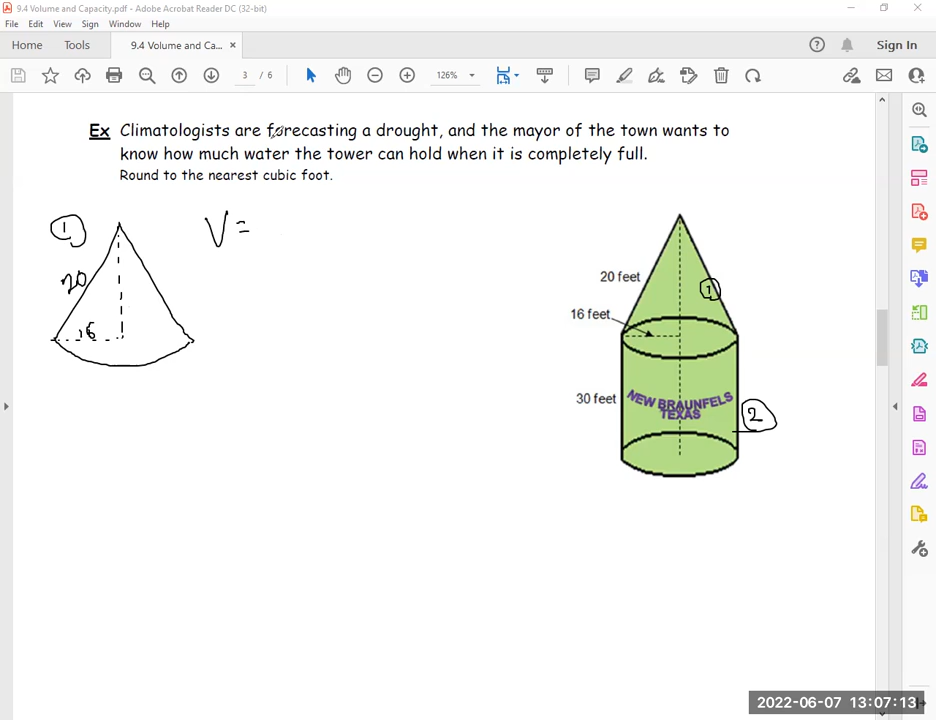 9.4 Volume and Capacity.pdf - Adobe Acrobat Reader DC (32-bit)
File Edit View Sign Window Help
Home Tools 9.4 Volume and Ca... × Sign In
3 / 6 126%
Ex Climatologists are forecasting a drought, and the mayor of the town wants to
know how much water the tower can hold when it is completely full.
Round to the nearest cubic foot.
1 V =
20
16
20 feet
1
16 feet
30 feet
NEW BRAUNFELS
TEXAS
2
2022-06-07 13:07:13